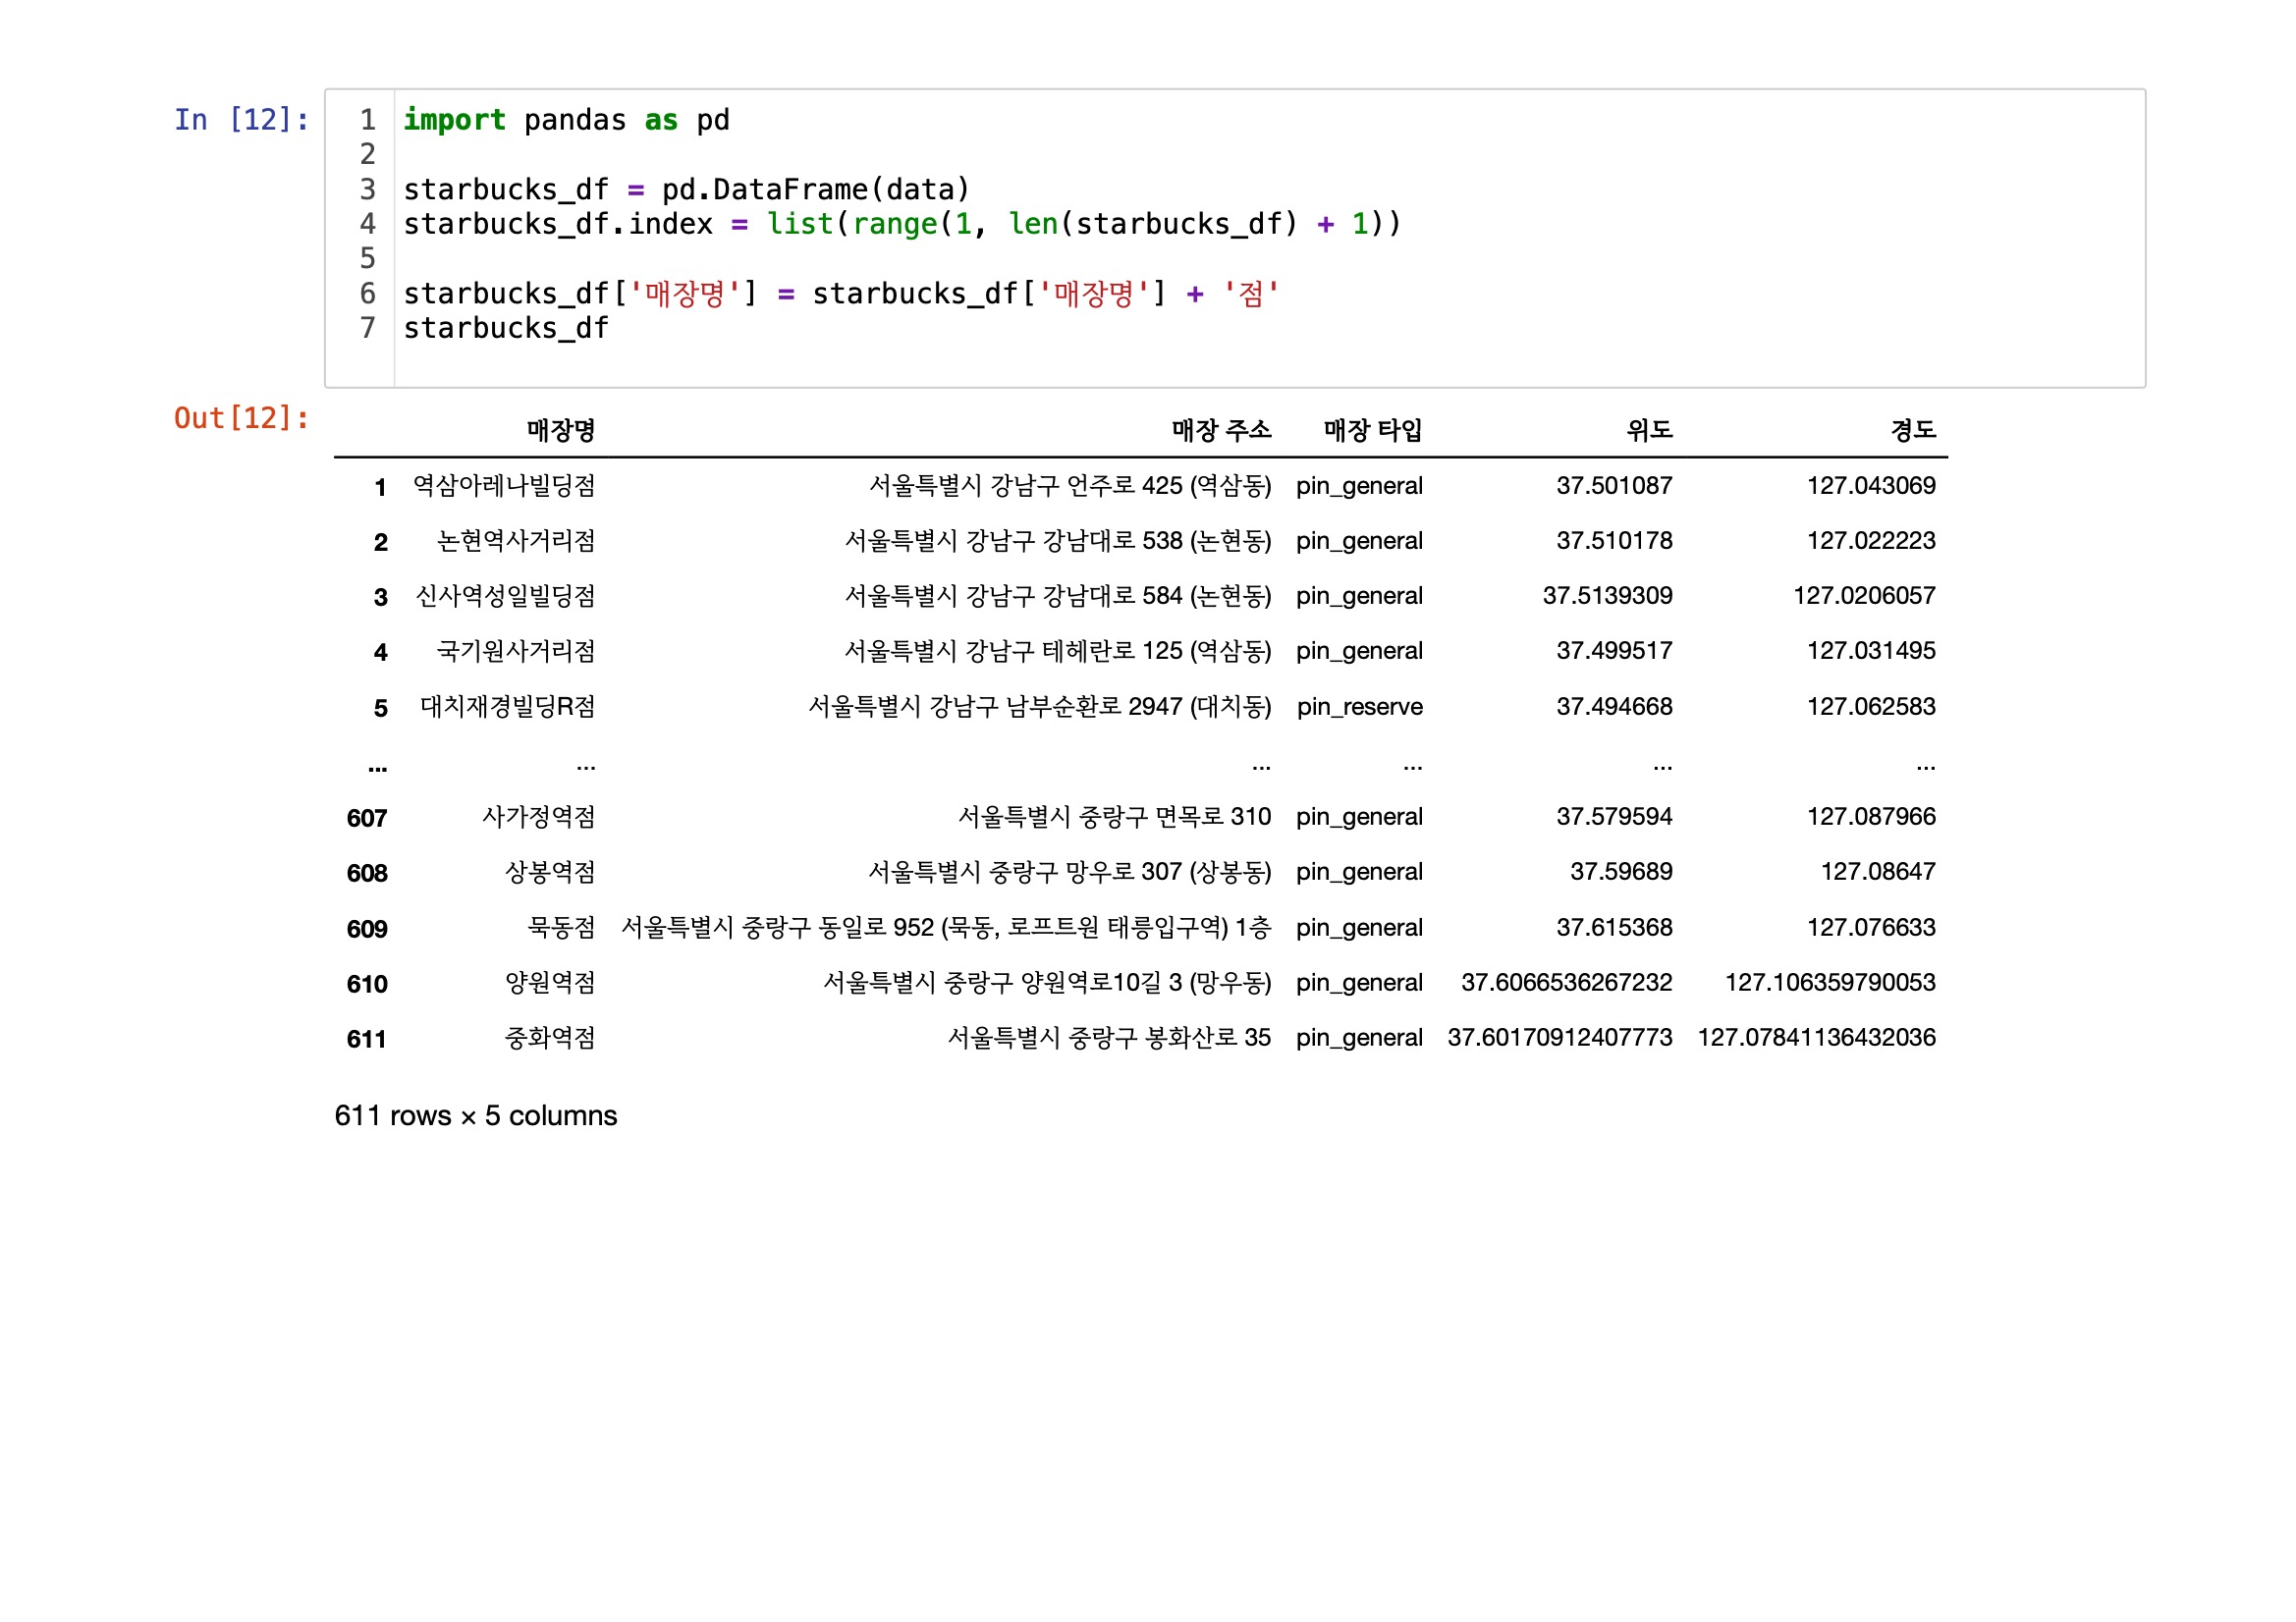 In [12]:
1 import pandas as pd
2
3 starbucks_df = pd.DataFrame(data)
4 starbucks_df.index = list(range(1, len(starbucks_df) + 1))
5
6 starbucks_df['매장명'] = starbucks_df['매장명'] + '점'
7 starbucks_df
Out[12]:
매장명 매장 주소 매장 타입 위도 경도
1 역삼아레나빌딩점 서울특별시 강남구 언주로 425 (역삼동) pin_general 37.501087 127.043069
2 논현역사거리점 서울특별시 강남구 강남대로 538 (논현동) pin_general 37.510178 127.022223
3 신사역성일빌딩점 서울특별시 강남구 강남대로 584 (논현동) pin_general 37.5139309 127.0206057
4 국기원사거리점 서울특별시 강남구 테헤란로 125 (역삼동) pin_general 37.499517 127.031495
5 대치재경빌딩R점 서울특별시 강남구 남부순환로 2947 (대치동) pin_reserve 37.494668 127.062583
... ... ... ... ... ...
607 사가정역점 서울특별시 중랑구 면목로 310 pin_general 37.579594 127.087966
608 상봉역점 서울특별시 중랑구 망우로 307 (상봉동) pin_general 37.59689 127.08647
609 묵동점 서울특별시 중랑구 동일로 952 (묵동, 로프트원 태릉입구역) 1층 pin_general 37.615368 127.076633
610 양원역점 서울특별시 중랑구 양원역로10길 3 (망우동) pin_general 37.6066536267232 127.106359790053
611 중화역점 서울특별시 중랑구 봉화산로 35 pin_general 37.60170912407773 127.07841136432036
611 rows × 5 columns